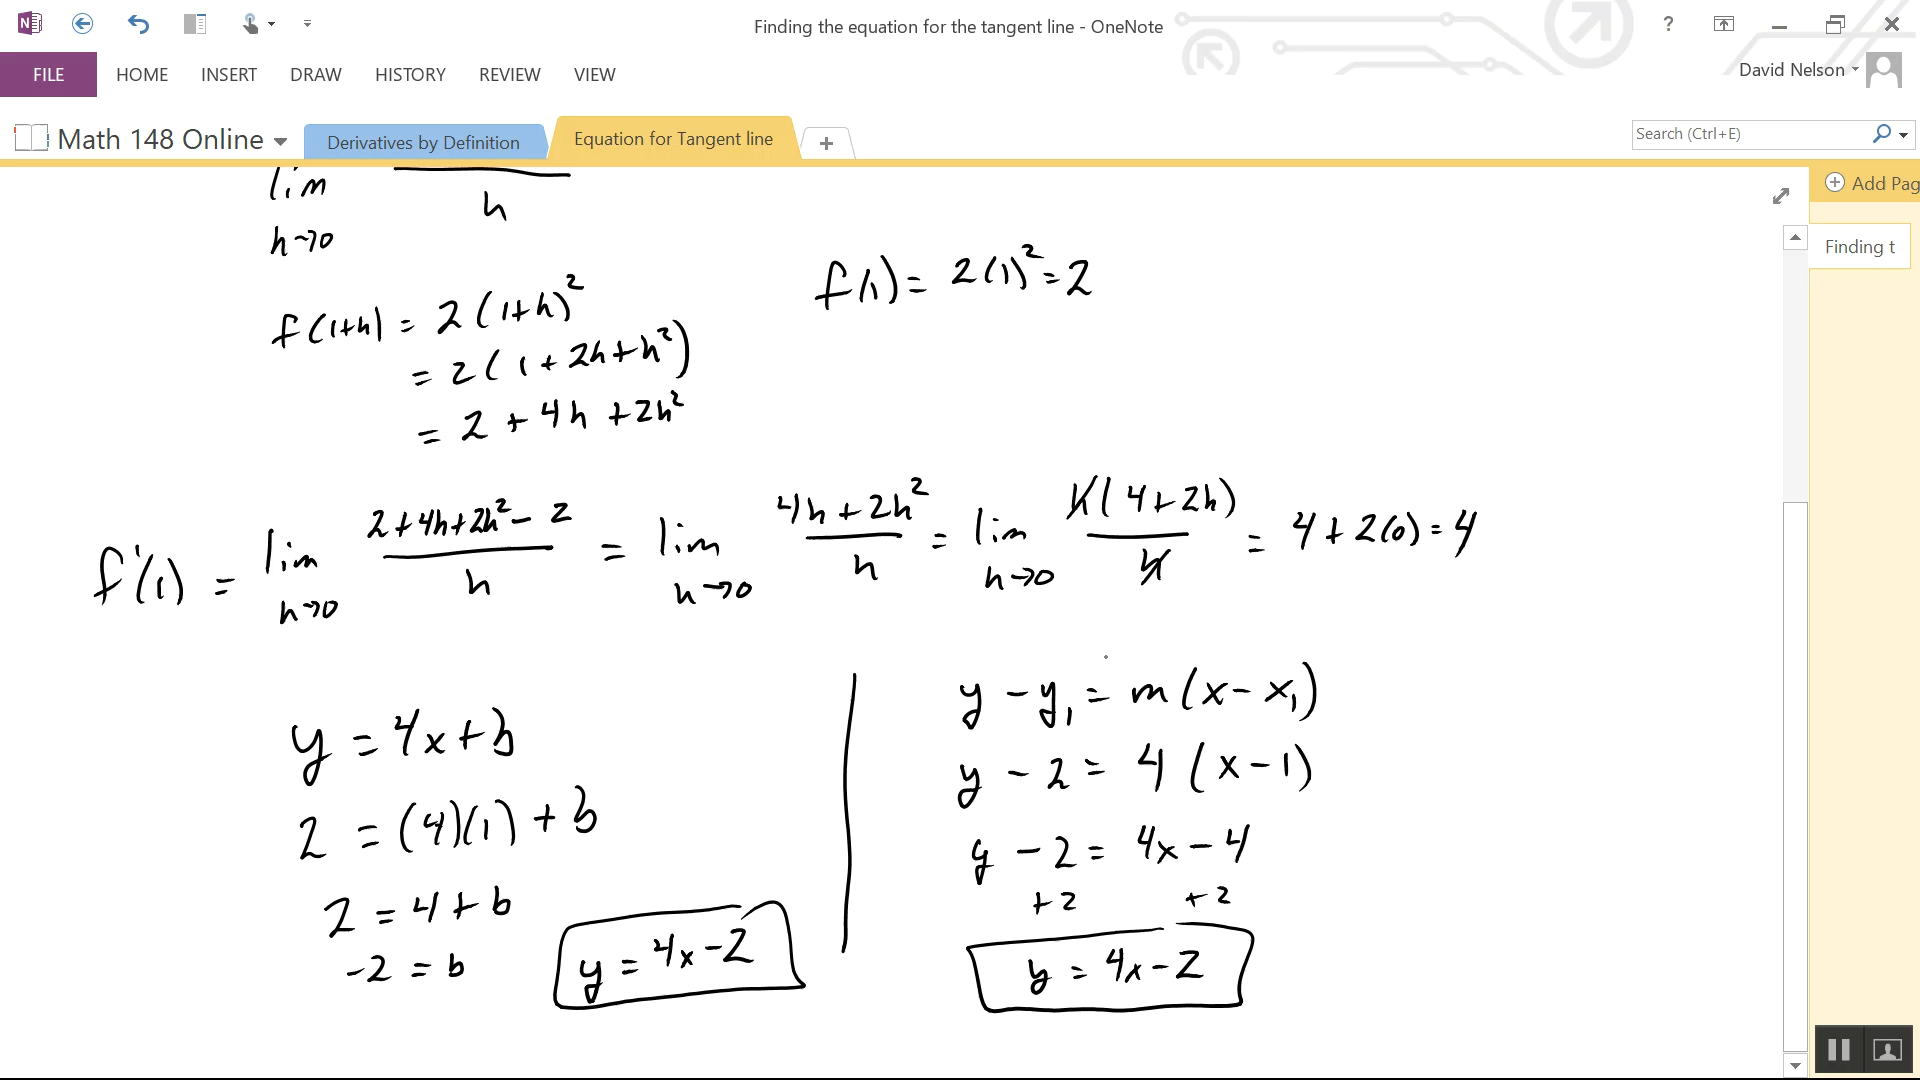 Finding the equation for the tangent line - OneNote
?
FILE HOME INSERT DRAW HISTORY REVIEW VIEW
David Nelson
Math 148 Online
Derivatives by Definition
Equation for Tangent line
+
Search (Ctrl+E)
Add Pag
Finding t
lim
h→0
h
f(1+h) = 2(1+h)²
= 2(1+2h+h²)
= 2 + 4h + 2h²
f(1) = 2(1)² = 2
f'(1) = lim h→0 (2+4h+2h²-2)/h = lim h→0 (4h+2h²)/h = lim h→0 h(4+2h)/h = 4+2(0) = 4
y = 4x+b
2 = (4)(1) + b
2 = 4 + b
-2 = b
y = 4x-2
y - y₁ = m(x - x₁)
y - 2 = 4(x-1)
y - 2 = 4x - 4
+2 +2
y = 4x-2